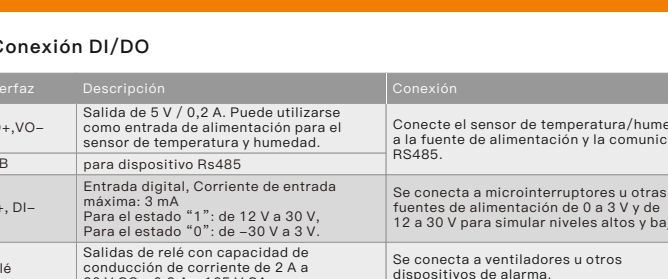 Conexión DI/DO
Descripción
Conexión
Salida de 5 V / 0,2 A. Puede utilizarse
como entrada de alimentación para el
sensor de temperatura y humedad.
Conecte el sensor de temperatura/hume
a la fuente de alimentación y la comunic
RS485.
+,VO–
B
para dispositivo Rs485
Entrada digital, Corriente de entrada
máxima: 3 mA
Para el estado “1”: de 12 V a 30 V,
Para el estado “0”: de –30 V a 3 V.
+, DI–
Se conecta a microinterruptores u otras
fuentes de alimentación de 0 a 3 V y de
12 a 30 V para simular niveles altos y ba
Salidas de relé con capacidad de
conducción de corriente de 2 A a
Se conecta a ventiladores u otros
dispositivos de alarma.